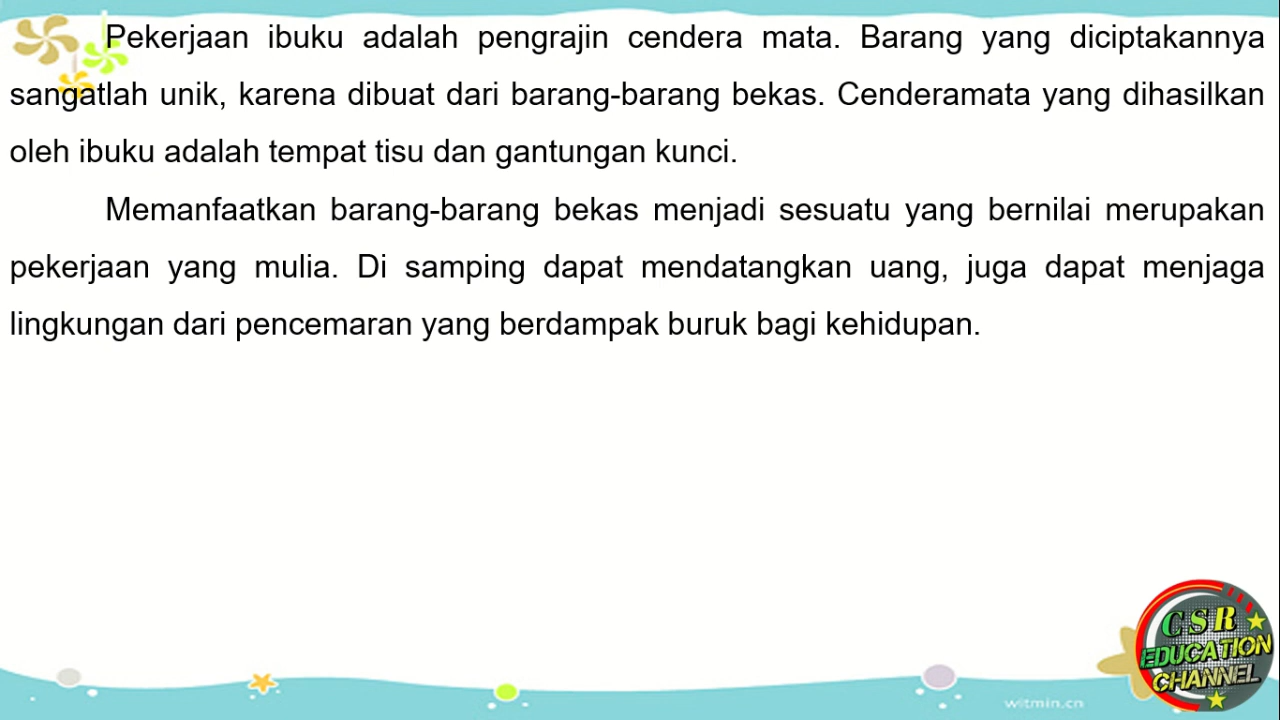 Pekerjaan ibuku adalah pengrajin cendera mata. Barang yang diciptakannya
sangatlah unik, karena dibuat dari barang-barang bekas. Cenderamata yang dihasilkan
oleh ibuku adalah tempat tisu dan gantungan kunci.
Memanfaatkan barang-barang bekas menjadi sesuatu yang bernilai merupakan
pekerjaan yang mulia. Di samping dapat mendatangkan uang, juga dapat menjaga
lingkungan dari pencemaran yang berdampak buruk bagi kehidupan.
CSR
EDUCATION
CHANNEL
witmin.cn